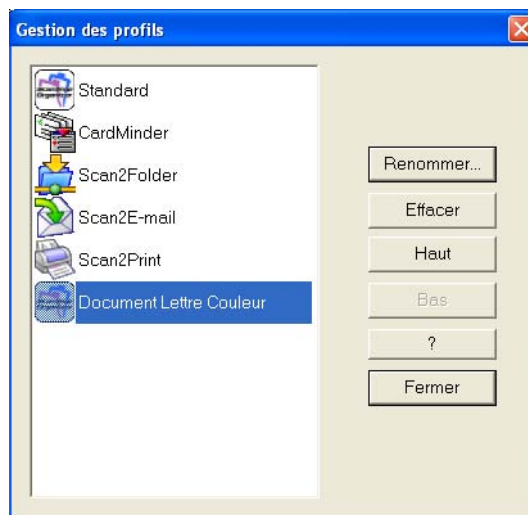 Gestion des profils
Standard
CardMinder
Scan2Folder
Scan2E-mail
Scan2Print
Document Lettre Couleur
Renommer...
Effacer
Haut
Bas
?
Fermer